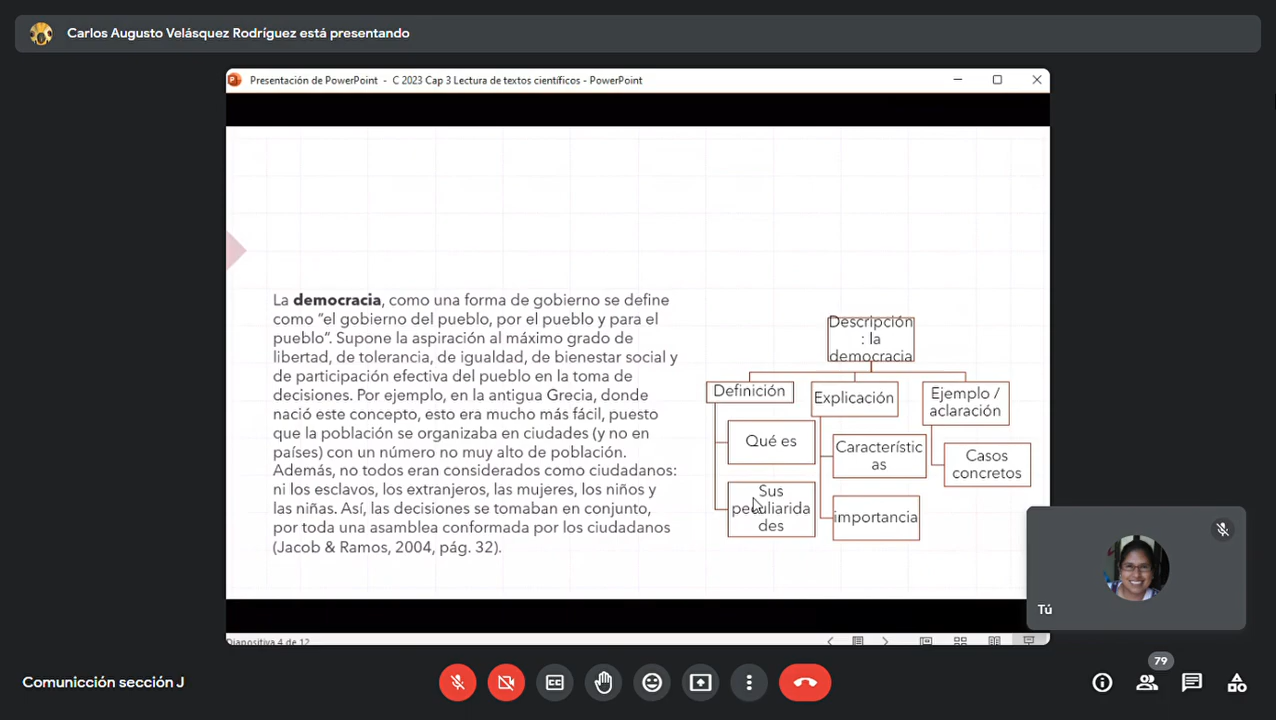 Carlos Augusto Velásquez Rodríguez está presentando
Presentación de PowerPoint - C 2023 Cap 3 Lectura de textos científicos - PowerPoint
La democracia, como una forma de gobierno se define
como “el gobierno del pueblo, por el pueblo y para el
pueblo”. Supone la aspiración al máximo grado de
libertad, de tolerancia, de igualdad, de bienestar social y
de participación efectiva del pueblo en la toma de
decisiones. Por ejemplo, en la antigua Grecia, donde
nació este concepto, esto era mucho más fácil, puesto
que la población se organizaba en ciudades (y no en
países) con un número no muy alto de población.
Además, no todos eran considerados como ciudadanos:
ni los esclavos, los extranjeros, las mujeres, los niños y
las niñas. Así, las decisiones se tomaban en conjunto,
por toda una asamblea conformada por los ciudadanos
(Jacob & Ramos, 2004, pág. 32).
Descripción
: la
democracia
Definición
Qué es
Sus
peculiarida
des
Explicación
Característic
as
importancia
Ejemplo /
aclaración
Casos
concretos
Tú
Diapositiva 4 de 12
Comunicción sección J
79